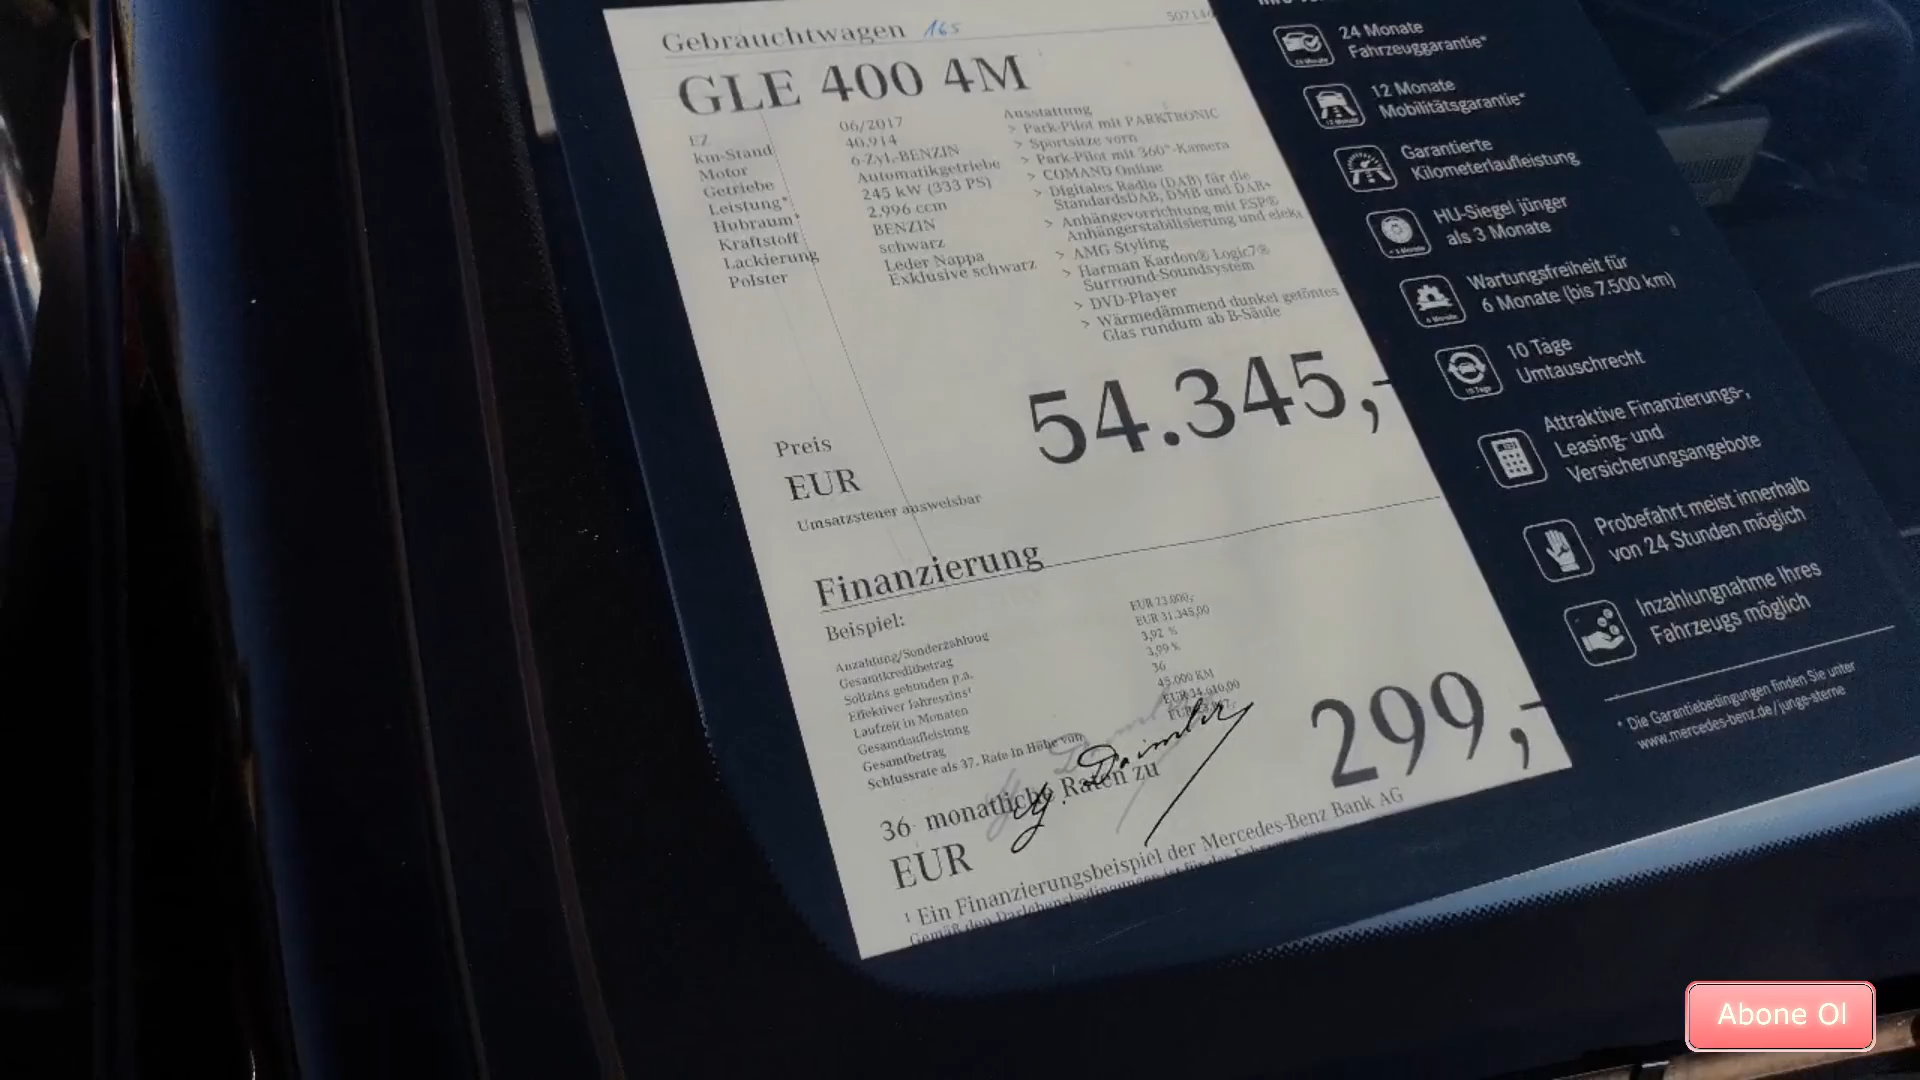 Gebrauchtwagen 165
GLE 400 4M
EZ 06/2017
km-Stand 40.914
Motor 6-Zyl.-BENZIN
Getriebe Automatikgetriebe
Leistung* 245 kW (333 PS)
Hubraum* 2.996 ccm
Kraftstoff BENZIN
Lackierung schwarz
Polster Leder Nappa
Exklusive schwarz
Ausstattung
> Park-Pilot mit PARKTRONIC
> Sportsitze vorn
> Park-Pilot mit 360°-Kamera
> COMAND Online
> Digitales Radio (DAB) für die
StandardsDAB, DMB und DAB+
> Anhängevorrichtung mit ESP®
Anhängerstabilisierung und elekt
> AMG Styling
> Harman Kardon® Logic7®
Surround-Soundsystem
> DVD-Player
> Wärmedämmend dunkel getöntes
Glas rundum ab B-Säule
Preis
EUR
54.345,-
Umsatzsteuer ausweisbar
Finanzierung
Beispiel:
Anzahlung/Sonderzahlung EUR 23.000,-
Gesamtkreditbetrag EUR 31.345,00
Sollzins gebunden p.a. 3,92 %
Effektiver Jahreszins¹ 3,99 %
Laufzeit in Monaten 36
Gesamtlaufleistung 45.000 KM
Gesamtbetrag
Schlussrate als 37. Rate in Höhe von
36 monatliche Raten zu
EUR
299,-
G. Daimler
¹ Ein Finanzierungsbeispiel der Mercedes-Benz Bank AG
Gemäß den Darlehensbedingungen
24 Monate
Fahrzeuggarantie*
12 Monate
Mobilitätsgarantie*
Garantierte
Kilometerlaufleistung
HU-Siegel jünger
als 3 Monate
Wartungsfreiheit für
6 Monate (bis 7.500 km)
10 Tage
Umtauschrecht
Attraktive Finanzierungs-,
Leasing- und
Versicherungsangebote
Probefahrt meist innerhalb
von 24 Stunden möglich
Inzahlungnahme Ihres
Fahrzeugs möglich
* Die Garantiebedingungen finden Sie unter
www.mercedes-benz.de/junge-sterne
Abone Ol